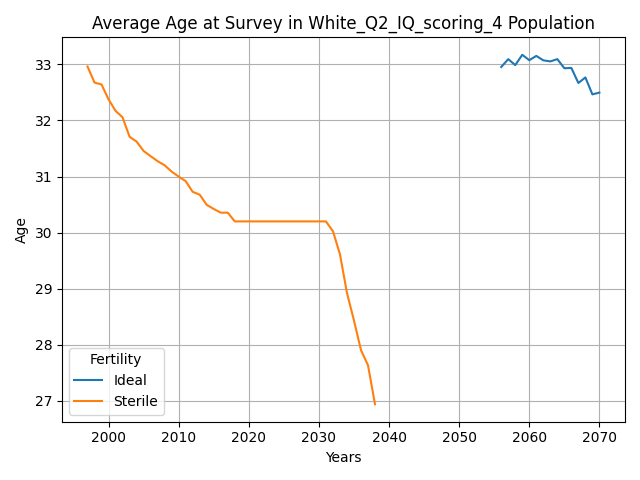 Average Age at Survey in White_Q2_IQ_scoring_4 Population
Age
33
32
31
30
29
28
27
Fertility
Ideal
Sterile
2000 2010 2020 2030 2040 2050 2060 2070
Years